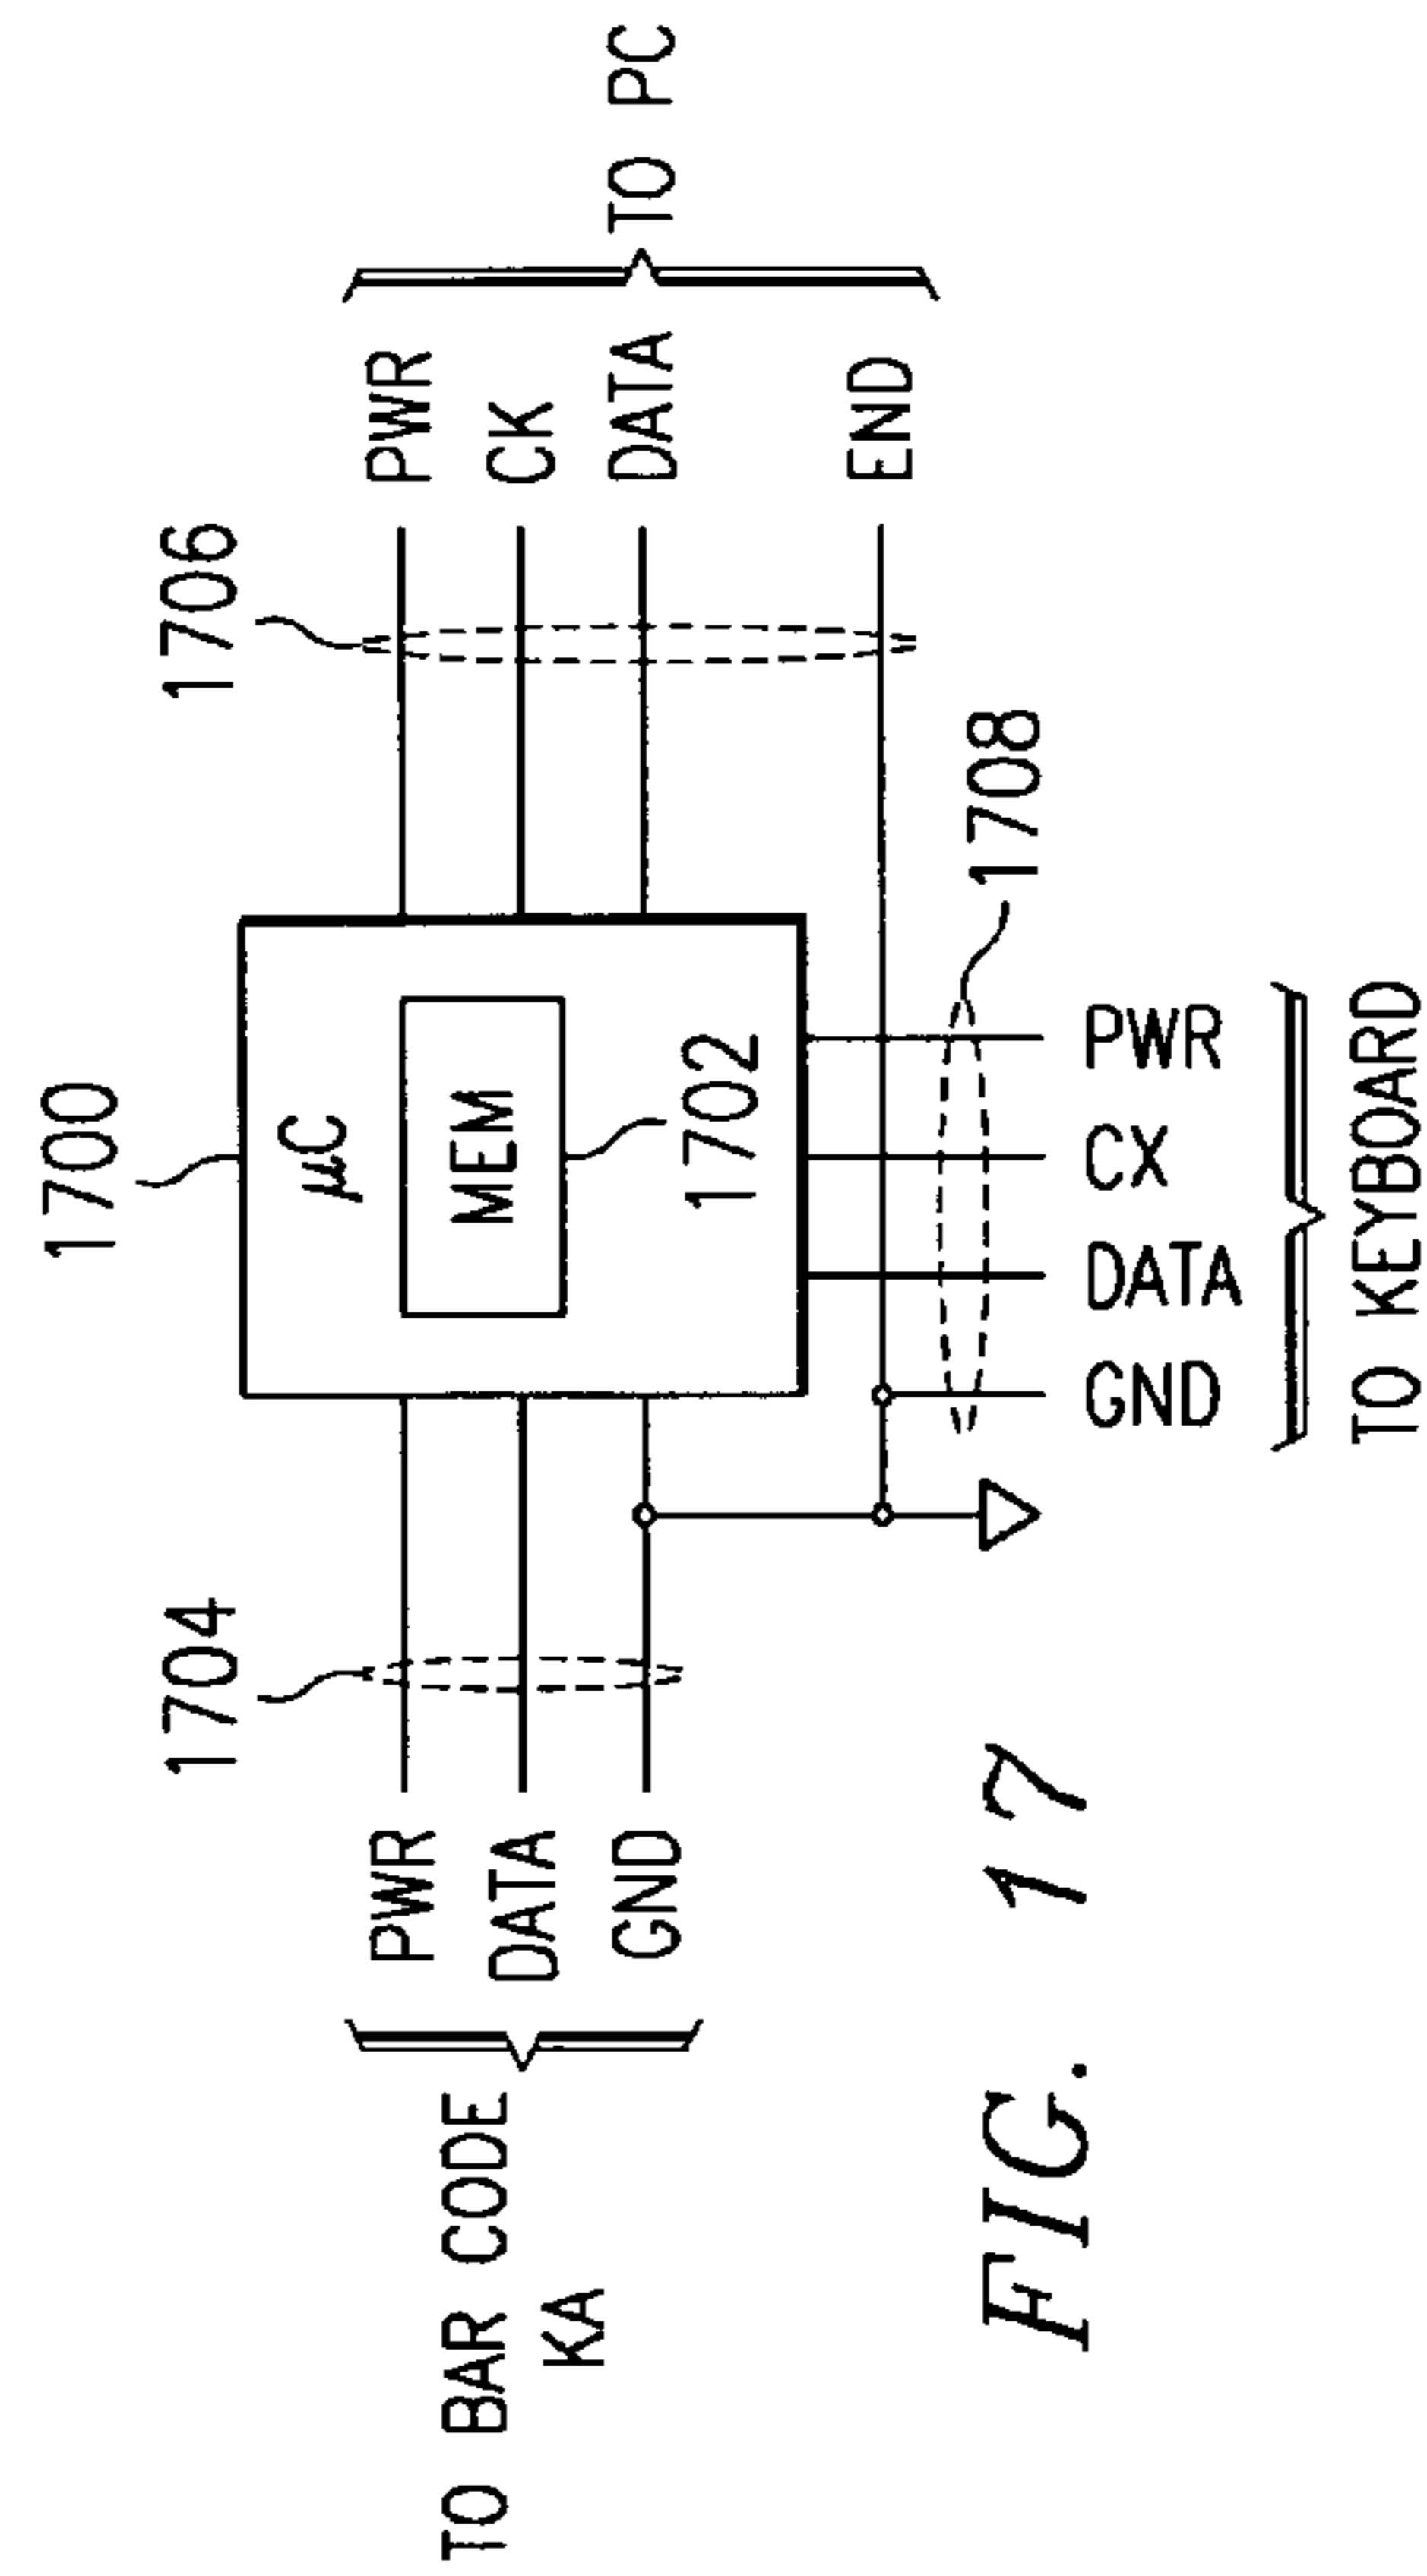 1700
µC
MEM
1702
1704
PWR
DATA
GND
TO BAR CODE
KA
1706
PWR
CK
DATA
END
TO PC
1708
GND
DATA
CX
PWR
TO KEYBOARD
FIG. 17